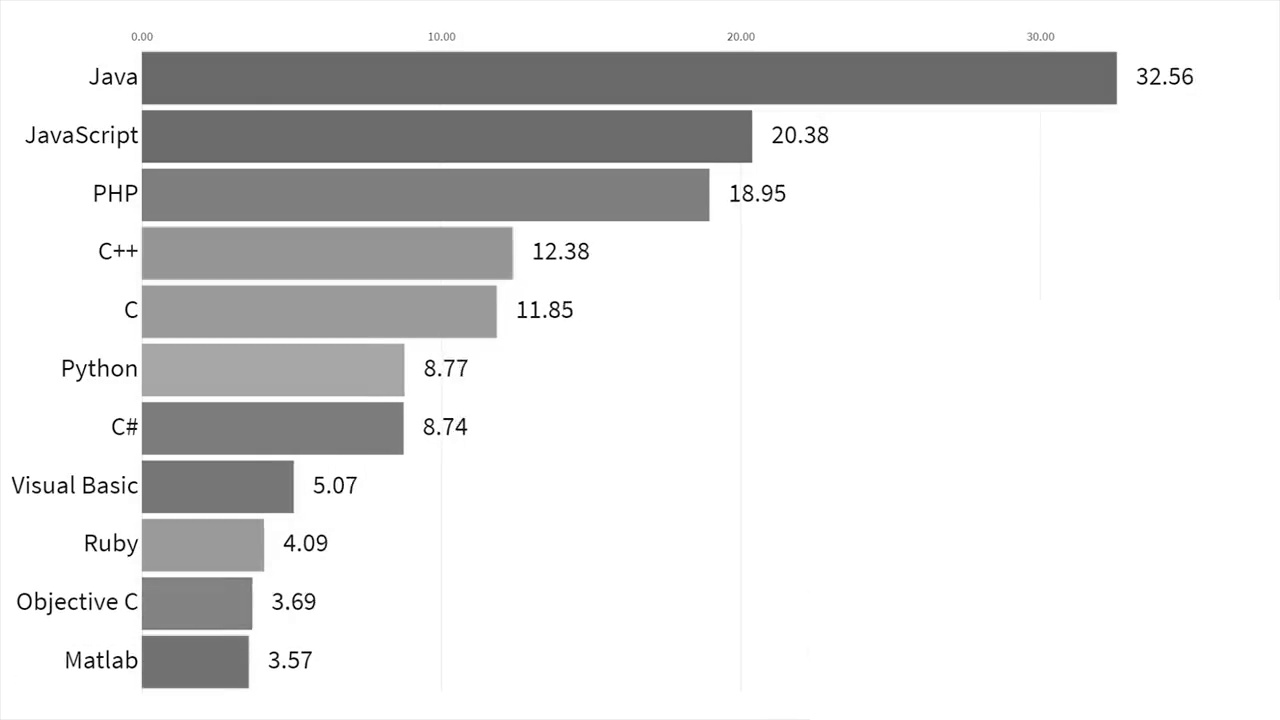 0.00 10.00 20.00 30.00
Java 32.56
JavaScript 20.38
PHP 18.95
C++ 12.38
C 11.85
Python 8.77
C# 8.74
Visual Basic 5.07
Ruby 4.09
Objective C 3.69
Matlab 3.57